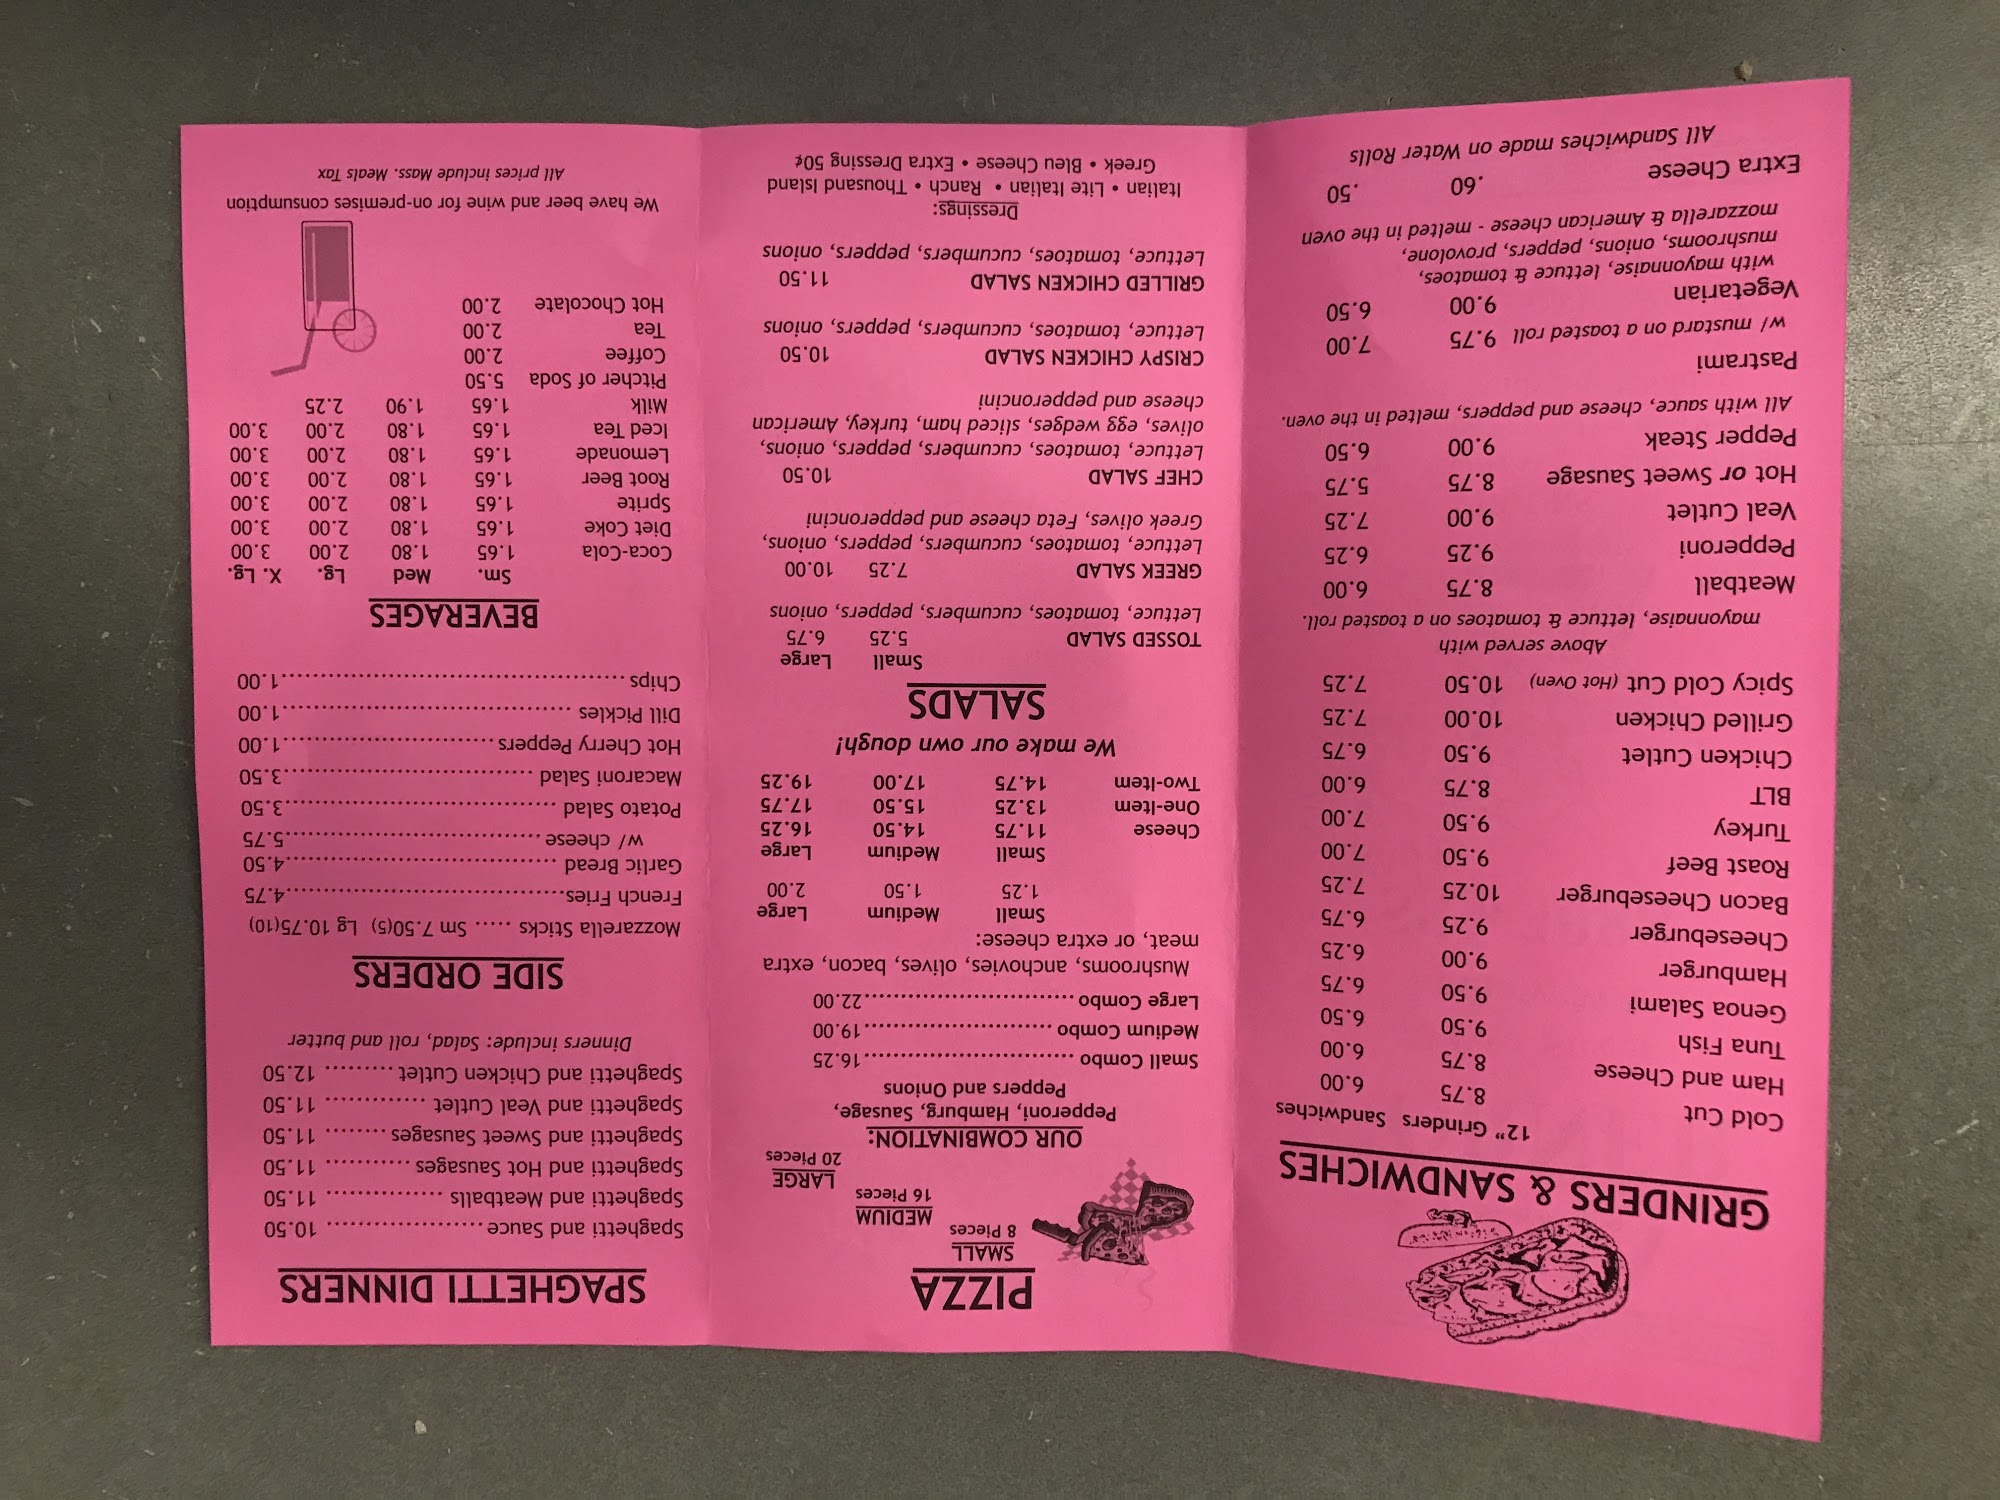 GRINDERS & SANDWICHES
12" Grinders Sandwiches
Cold Cut 8.75 6.00
Ham and Cheese 8.75 6.00
Tuna Fish 9.50 6.50
Genoa Salami 9.50 6.75
Hamburger 9.00 6.25
Cheeseburger 9.25 6.75
Bacon Cheeseburger 10.25 7.25
Roast Beef 9.50 7.00
Turkey 9.50 7.00
BLT 8.75 6.00
Chicken Cutlet 9.50 6.75
Grilled Chicken 10.00 7.25
Spicy Cold Cut (Hot Oven) 10.50 7.25
Above served with
mayonnaise, lettuce & tomatoes on a toasted roll.
Meatball 8.75 6.00
Pepperoni 9.25 6.25
Veal Cutlet 9.00 7.25
Hot or Sweet Sausage 8.75 5.75
Pepper Steak 9.00 6.50
All with sauce, cheese and peppers, melted in the oven.
Pastrami
w/ mustard on a toasted roll 9.75 7.00
Vegetarian 9.00 6.50
with mayonnaise, lettuce & tomatoes,
mushrooms, onions, peppers, provolone,
mozzarella & American cheese - melted in the oven
Extra Cheese .60 .50
All Sandwiches made on Water Rolls
PIZZA
SMALL
8 Pieces
MEDIUM
16 Pieces
LARGE
20 Pieces
OUR COMBINATION:
Pepperoni, Hamburg, Sausage,
Peppers and Onions
Small Combo ............................16.25
Medium Combo .........................19.00
Large Combo ............................22.00
Mushrooms, anchovies, olives, bacon, extra
meat, or extra cheese:
Small Medium Large
1.25 1.50 2.00
Small Medium Large
Cheese 11.75 14.50 16.25
One-Item 13.25 15.50 17.75
Two-Item 14.75 17.00 19.25
We make our own dough!
SALADS
Small Large
TOSSED SALAD 5.25 6.75
Lettuce, tomatoes, cucumbers, peppers, onions
GREEK SALAD 7.25 10.00
Lettuce, tomatoes, cucumbers, peppers, onions,
Greek olives, Feta cheese and pepperoncini
CHEF SALAD 10.50
Lettuce, tomatoes, cucumbers, peppers, onions,
olives, egg wedges, sliced ham, turkey, American
cheese and pepperoncini
CRISPY CHICKEN SALAD 10.50
Lettuce, tomatoes, cucumbers, peppers, onions
GRILLED CHICKEN SALAD 11.50
Lettuce, tomatoes, cucumbers, peppers, onions
Dressings:
Italian • Lite Italian • Ranch • Thousand Island
Greek • Bleu Cheese • Extra Dressing 50¢
SPAGHETTI DINNERS
Spaghetti and Sauce..................... 10.50
Spaghetti and Meatballs ................ 11.50
Spaghetti and Hot Sausages ........... 11.50
Spaghetti and Sweet Sausages ........ 11.50
Spaghetti and Veal Cutlet .............. 11.50
Spaghetti and Chicken Cutlet ......... 12.50
Dinners include: Salad, roll and butter
SIDE ORDERS
Mozzarella Sticks ..... Sm 7.50(5) Lg 10.75(10)
French Fries.....................................4.75
Garlic Bread ....................................4.50
w/ cheese ..................................5.75
Potato Salad ....................................3.50
Macaroni Salad .................................3.50
Hot Cherry Peppers............................1.00
Dill Pickles .......................................1.00
Chips ...............................................1.00
BEVERAGES
Sm. Med Lg. X. Lg.
Coca-Cola 1.65 1.80 2.00 3.00
Diet Coke 1.65 1.80 2.00 3.00
Sprite 1.65 1.80 2.00 3.00
Root Beer 1.65 1.80 2.00 3.00
Lemonade 1.65 1.80 2.00 3.00
Iced Tea 1.65 1.80 2.00 3.00
Milk 1.65 1.90 2.25
Pitcher of Soda 5.50
Coffee 2.00
Tea 2.00
Hot Chocolate 2.00
We have beer and wine for on-premises consumption
All prices include Mass. Meals Tax